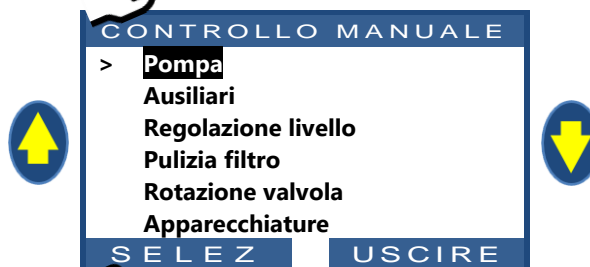 CONTROLLO MANUALE
> Pompa
Ausiliari
Regolazione livello
Pulizia filtro
Rotazione valvola
Apparecchiature
SELEZ USCIRE